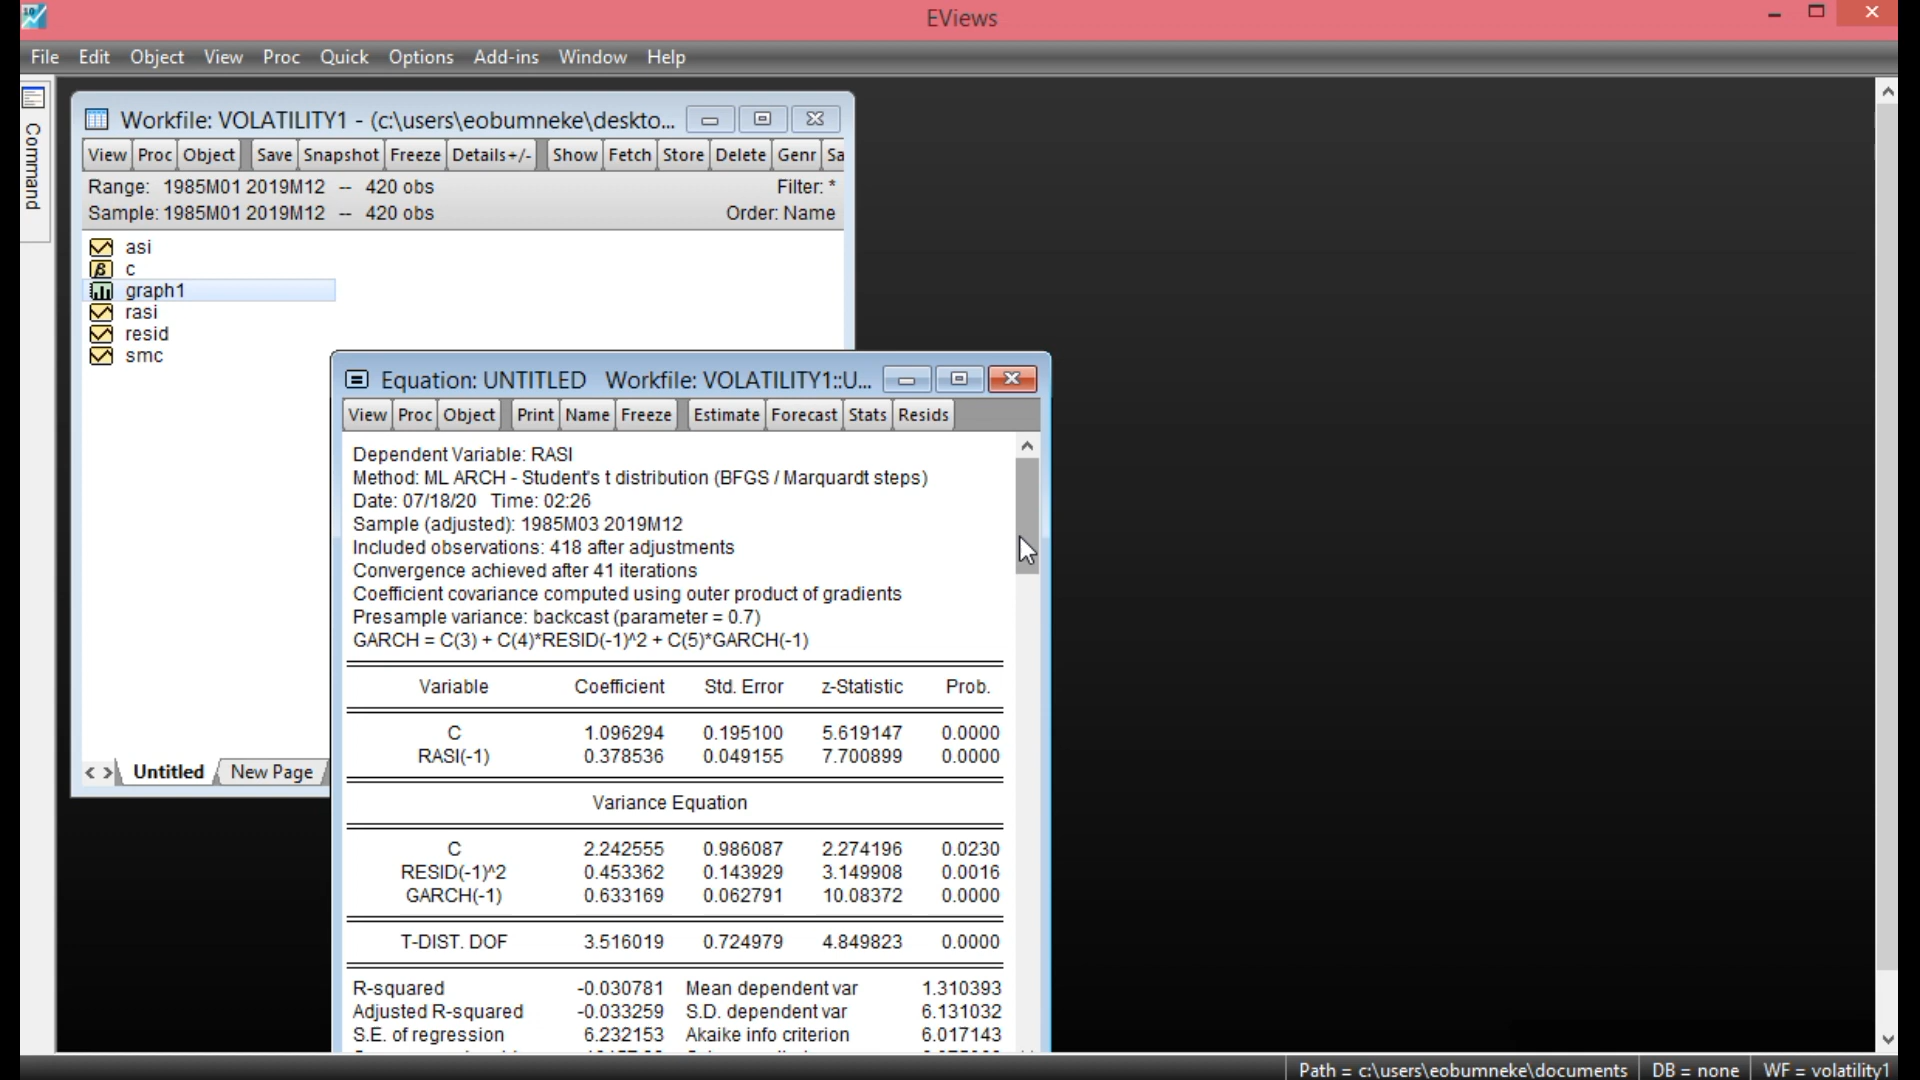 EViews
File Edit Object View Proc Quick Options Add-ins Window Help
Command
Workfile: VOLATILITY1 - (c:\users\eobumneke\deskto...
View Proc Object Save Snapshot Freeze Details+/- Show Fetch Store Delete Genr Sa
Range: 1985M01 2019M12 -- 420 obs Filter: *
Sample: 1985M01 2019M12 -- 420 obs Order: Name
asi
c
graph1
rasi
resid
smc
< > Untitled New Page
Equation: UNTITLED Workfile: VOLATILITY1::U...
View Proc Object Print Name Freeze Estimate Forecast Stats Resids
Dependent Variable: RASI
Method: ML ARCH - Student's t distribution (BFGS / Marquardt steps)
Date: 07/18/20 Time: 02:26
Sample (adjusted): 1985M03 2019M12
Included observations: 418 after adjustments
Convergence achieved after 41 iterations
Coefficient covariance computed using outer product of gradients
Presample variance: backcast (parameter = 0.7)
GARCH = C(3) + C(4)*RESID(-1)^2 + C(5)*GARCH(-1)
Variable Coefficient Std. Error z-Statistic Prob.
C 1.096294 0.195100 5.619147 0.0000
RASI(-1) 0.378536 0.049155 7.700899 0.0000
Variance Equation
C 2.242555 0.986087 2.274196 0.0230
RESID(-1)^2 0.453362 0.143929 3.149908 0.0016
GARCH(-1) 0.633169 0.062791 10.08372 0.0000
T-DIST. DOF 3.516019 0.724979 4.849823 0.0000
R-squared -0.030781 Mean dependent var 1.310393
Adjusted R-squared -0.033259 S.D. dependent var 6.131032
S.E. of regression 6.232153 Akaike info criterion 6.017143
Path = c:\users\eobumneke\documents DB = none WF = volatility1